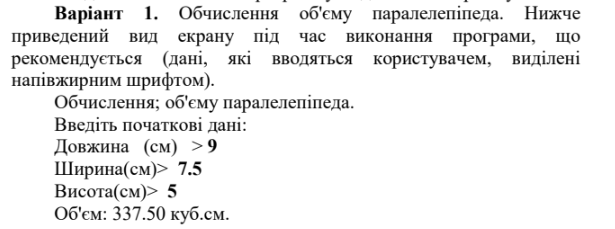 Варіант 1. Обчислення об'єму паралелепіпеда. Нижче
приведений вид екрану під час виконання програми, що
рекомендується (дані, які вводяться користувачем, виділені
напівжирним шрифтом).
Обчислення; об'єму паралелепіпеда.
Введіть початкові дані:
Довжина (см) > 9
Ширина(см)> 7.5
Висота(см)> 5
Об'єм: 337.50 куб.см.